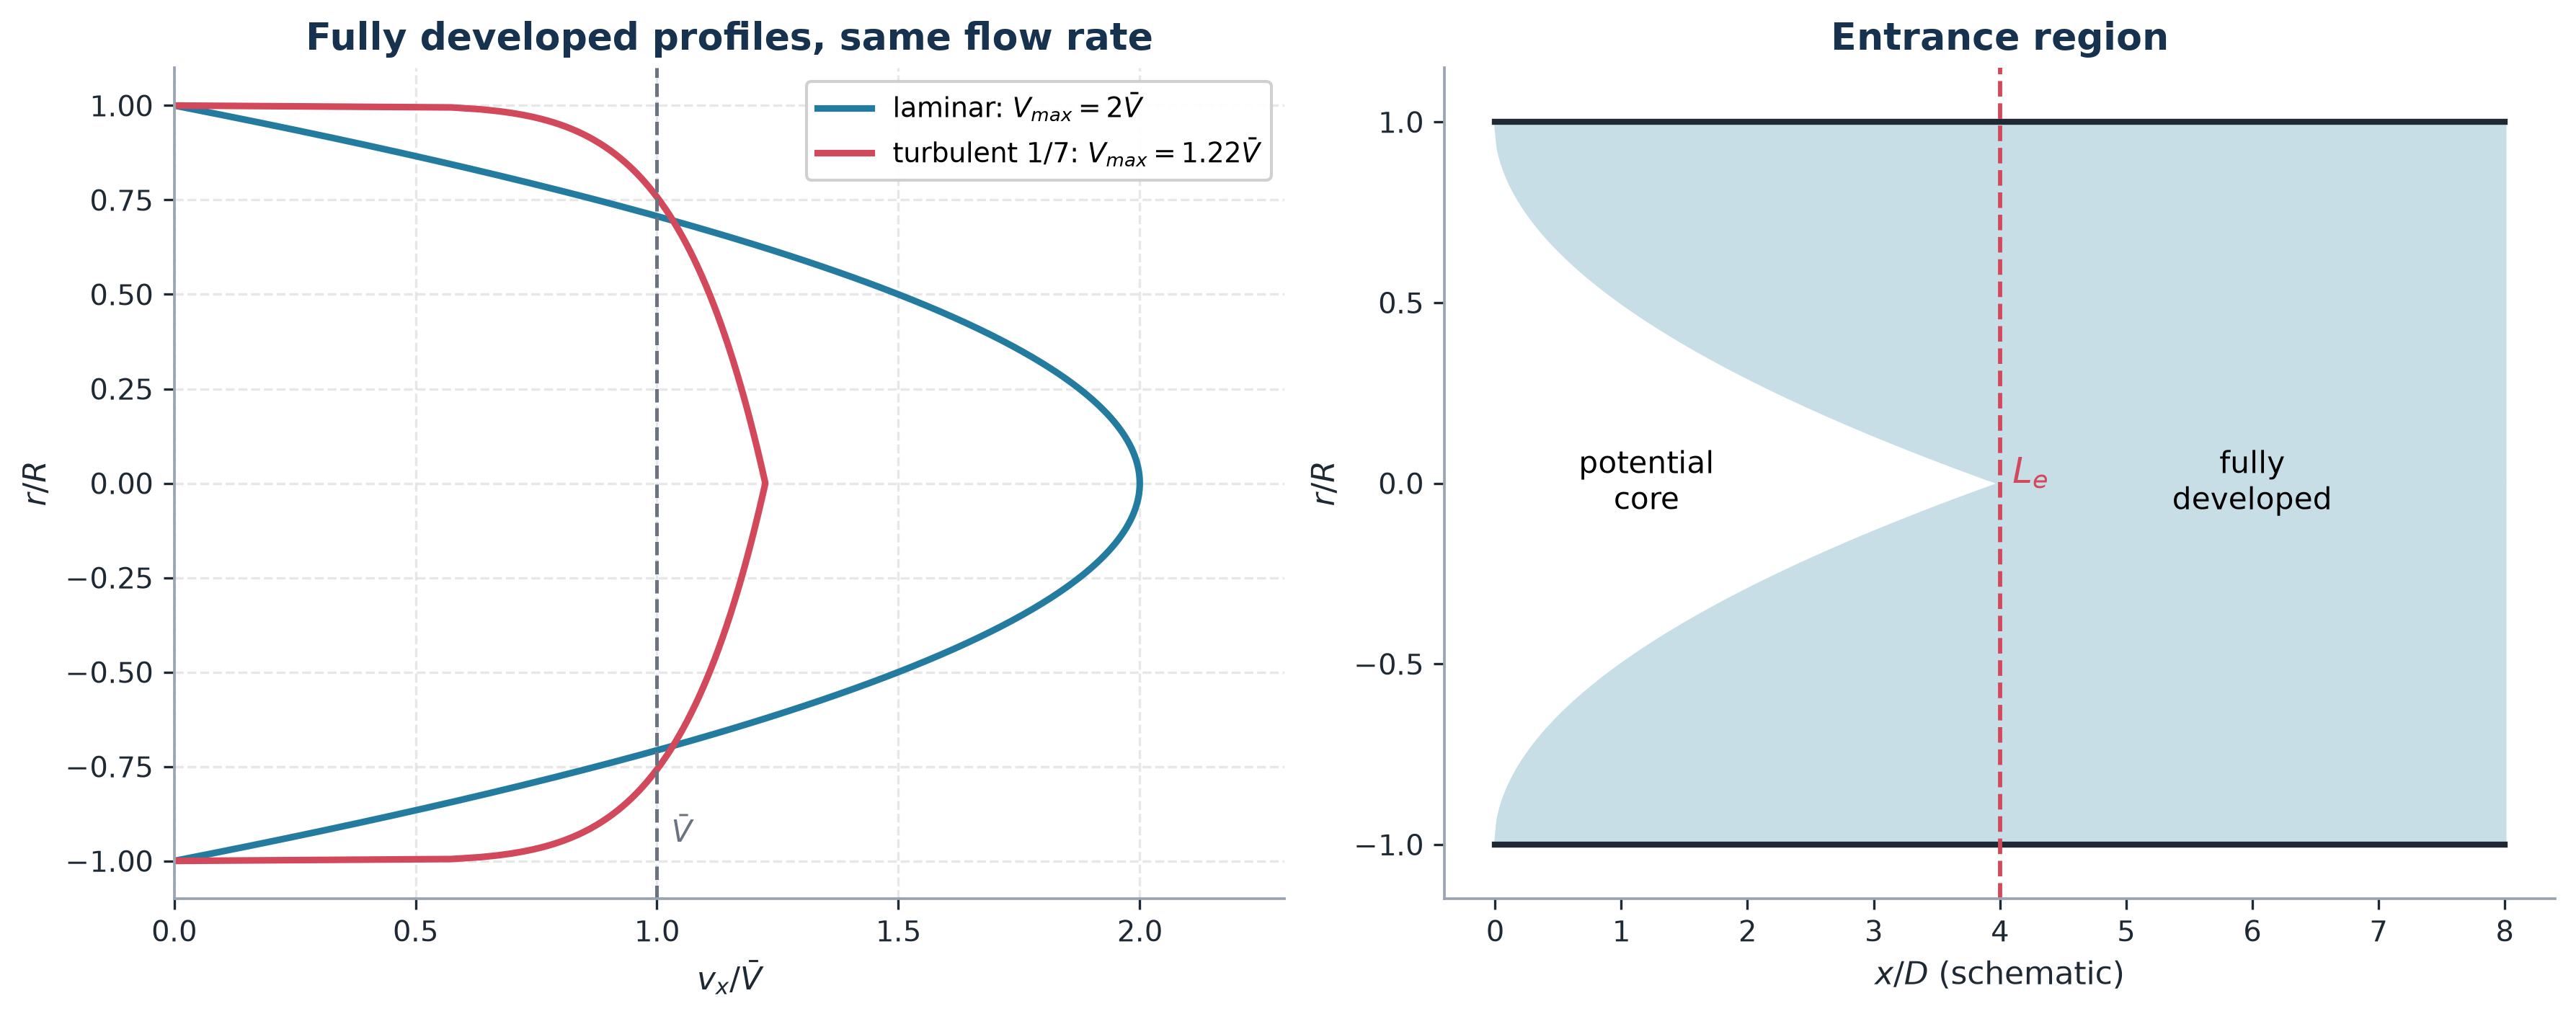 Fully developed profiles, same flow rate
laminar: V_max = 2V̄
turbulent 1/7: V_max = 1.22V̄
1.00
0.75
0.50
0.25
0.00
−0.25
−0.50
−0.75
−1.00
r/R
V̄
0.0 0.5 1.0 1.5 2.0
v_x/V̄
Entrance region
1.0
0.5
0.0
−0.5
−1.0
r/R
potential
core
L_e
fully
developed
0 1 2 3 4 5 6 7 8
x/D (schematic)